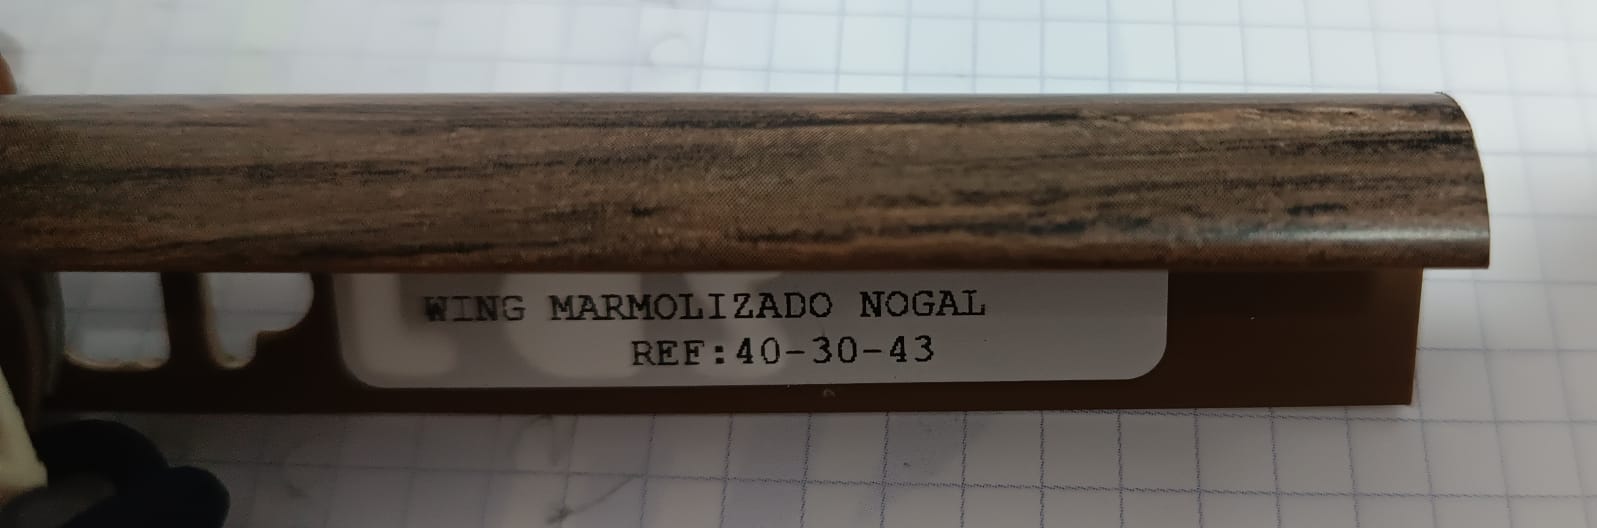 WING MARMOLIZADO NOGAL
REF:40-30-43